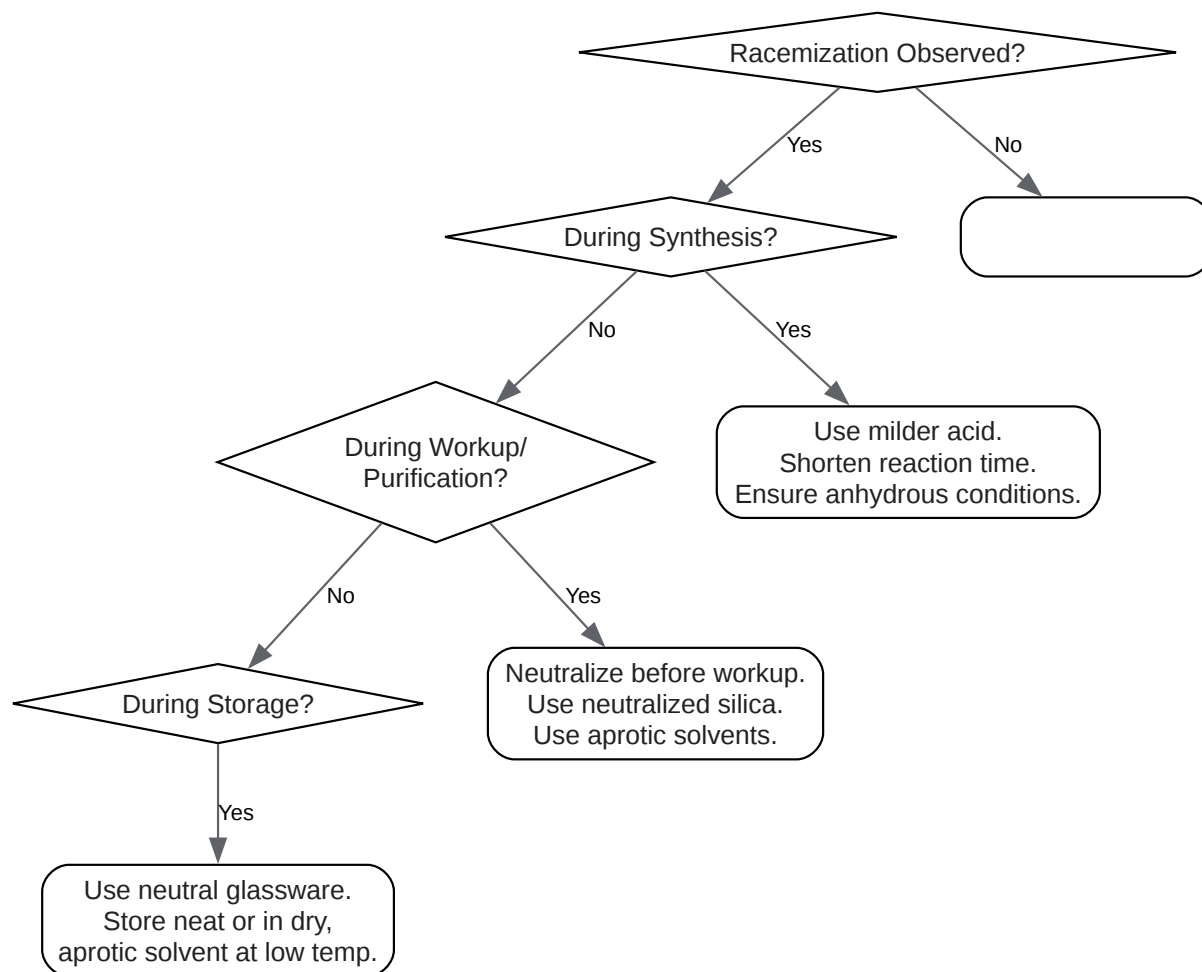 Racemization Observed?
Yes
No
During Synthesis?
No
Yes
During Workup/
Purification?
Use milder acid.
Shorten reaction time.
Ensure anhydrous conditions.
No
Yes
During Storage?
Neutralize before workup.
Use neutralized silica.
Use aprotic solvents.
Yes
Use neutral glassware.
Store neat or in dry,
aprotic solvent at low temp.